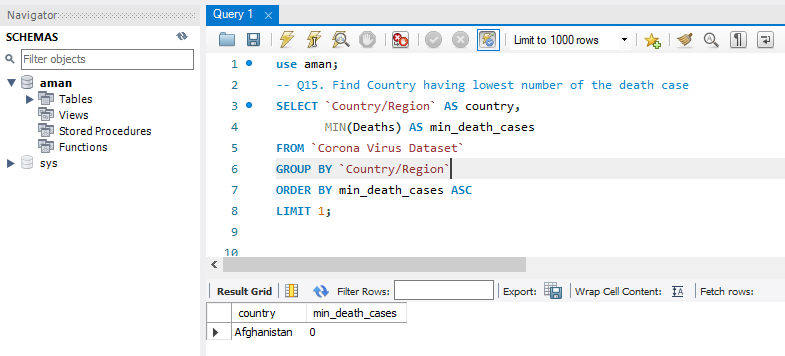 Navigator
SCHEMAS
Filter objects
aman
Tables
Views
Stored Procedures
Functions
sys
Query 1
Limit to 1000 rows
1 use aman;
2 -- Q15. Find Country having lowest number of the death case
3 SELECT `Country/Region` AS country,
4 MIN(Deaths) AS min_death_cases
5 FROM `Corona Virus Dataset`
6 GROUP BY `Country/Region`
7 ORDER BY min_death_cases ASC
8 LIMIT 1;
9
10
Result Grid Filter Rows: Export: Wrap Cell Content: Fetch rows:
country min_death_cases
Afghanistan 0